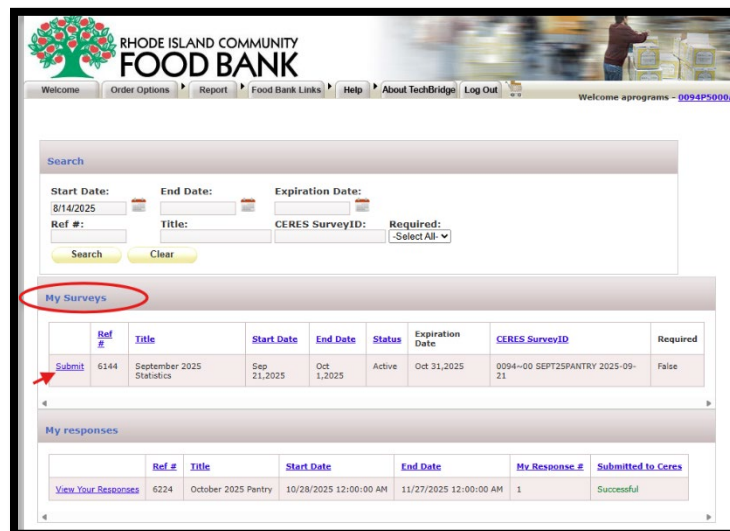 RHODE ISLAND COMMUNITY
FOOD BANK
Welcome Order Options Report Food Bank Links Help About TechBridge Log Out
Welcome aprograms - 0094P5000
Search
Start Date: End Date: Expiration Date:
8/14/2025
Ref #: Title: CERES SurveyID: Required:
-Select All-
Search Clear
My Surveys
Ref # Title Start Date End Date Status Expiration Date CERES SurveyID Required
Submit 6144 September 2025 Statistics Sep 21,2025 Oct 1,2025 Active Oct 31,2025 0094~00 SEPT25PANTRY 2025-09-21 False
My responses
Ref # Title Start Date End Date My Response # Submitted to Ceres
View Your Responses 6224 October 2025 Pantry 10/28/2025 12:00:00 AM 11/27/2025 12:00:00 AM 1 Successful